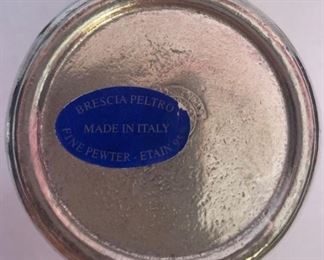 BRESCIA PELTRO
MADE IN ITALY
FINE PEWTER - ETAIN